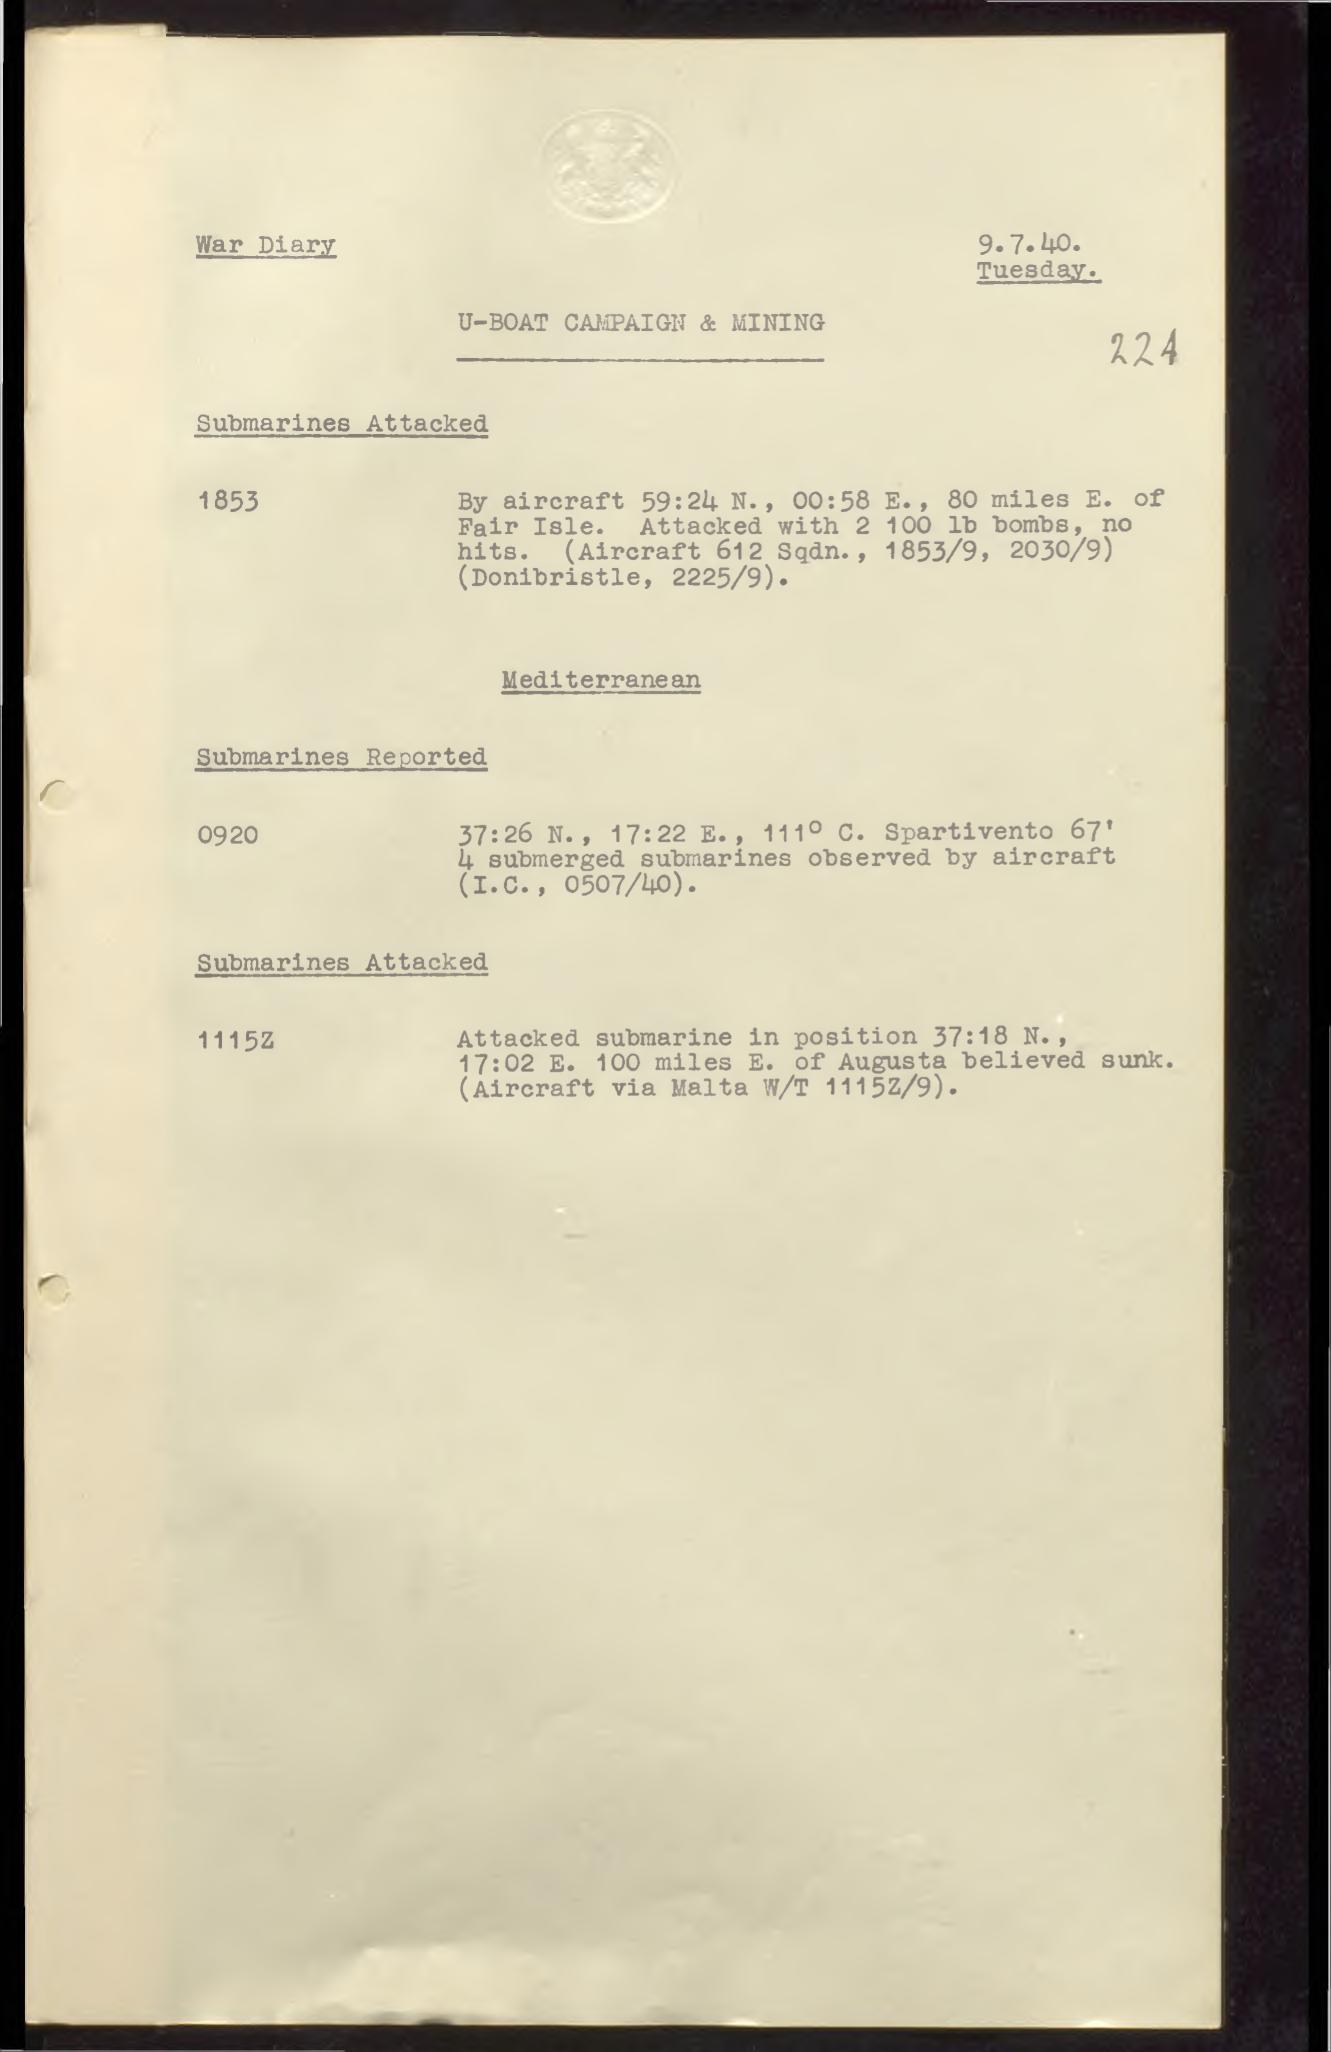 War Diary
9.7.40.
Tuesday.
U-BOAT CAMPAIGN & MINING
224
Submarines Attacked
1853
By aircraft 59:24 N., 00:58 E., 80 miles E. of
Fair Isle. Attacked with 2 100 lb bombs, no
hits. (Aircraft 612 Sqdn., 1853/9, 2030/9)
(Donibristle, 2225/9).
Mediterranean
Submarines Reported
0920
37:26 N., 17:22 E., 111° C. Spartivento 67'
4 submerged submarines observed by aircraft
(I.C., 0507/40).
Submarines Attacked
1115Z
Attacked submarine in position 37:18 N.,
17:02 E. 100 miles E. of Augusta believed sunk.
(Aircraft via Malta W/T 1115Z/9).